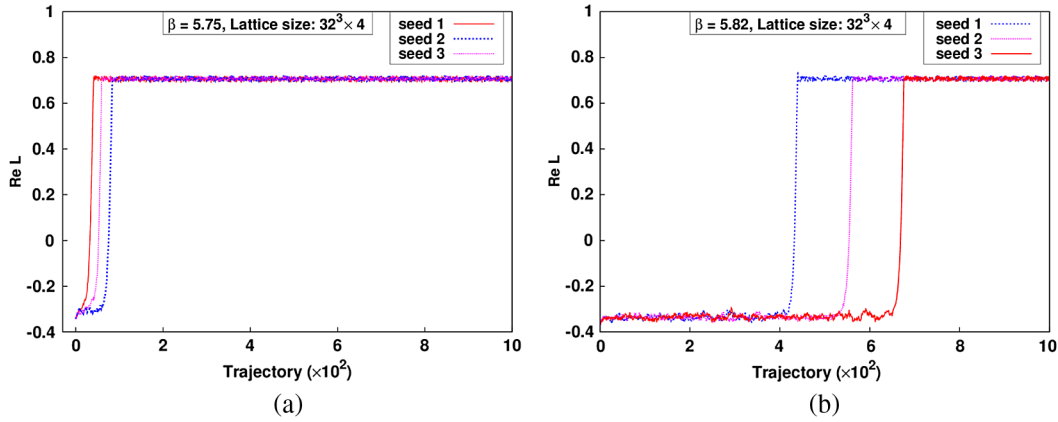 β = 5.75, Lattice size: 32³ × 4
seed 1
seed 2
seed 3
1
0.8
0.6
0.4
0.2
0
-0.2
-0.4
Re L
0 2 4 6 8 10
Trajectory (×10²)
(a)
β = 5.82, Lattice size: 32³ × 4
seed 1
seed 2
seed 3
1
0.8
0.6
0.4
0.2
0
-0.2
-0.4
Re L
0 2 4 6 8 10
Trajectory (×10²)
(b)